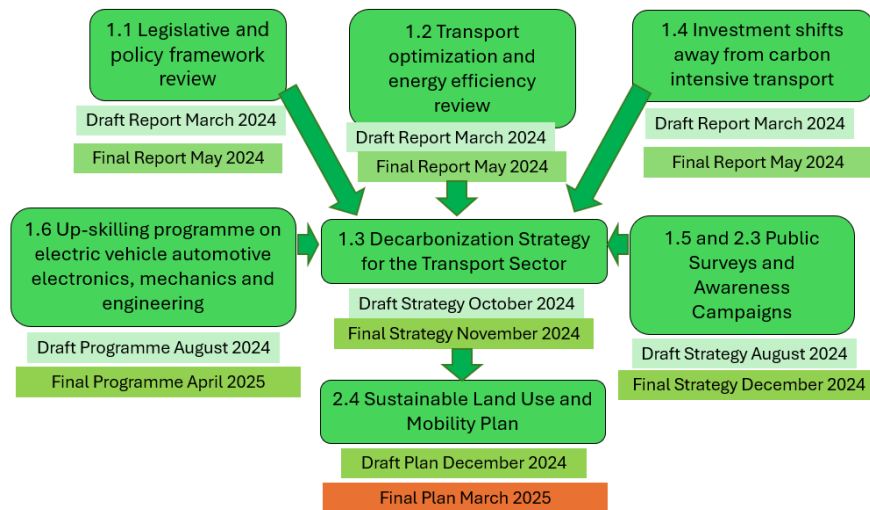 1.1 Legislative and
policy framework
review
Draft Report March 2024
Final Report May 2024
1.2 Transport
optimization and
energy efficiency
review
Draft Report March 2024
Final Report May 2024
1.4 Investment shifts
away from carbon
intensive transport
Draft Report March 2024
Final Report May 2024
1.6 Up-skilling programme on
electric vehicle automotive
electronics, mechanics and
engineering
Draft Programme August 2024
Final Programme April 2025
1.3 Decarbonization Strategy
for the Transport Sector
Draft Strategy October 2024
Final Strategy November 2024
1.5 and 2.3 Public
Surveys and
Awareness
Campaigns
Draft Strategy August 2024
Final Strategy December 2024
2.4 Sustainable Land Use and
Mobility Plan
Draft Plan December 2024
Final Plan March 2025